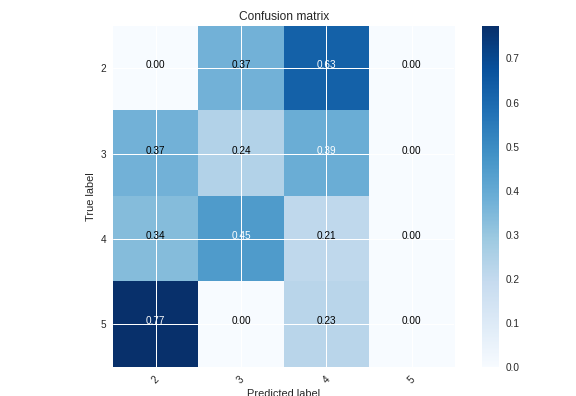 Confusion matrix
2 0.00 0.37 0.63 0.00
3 0.37 0.24 0.39 0.00
4 0.34 0.45 0.21 0.00
5 0.77 0.00 0.23 0.00
2 3 4 5
True label
Predicted label
0.7
0.6
0.5
0.4
0.3
0.2
0.1
0.0